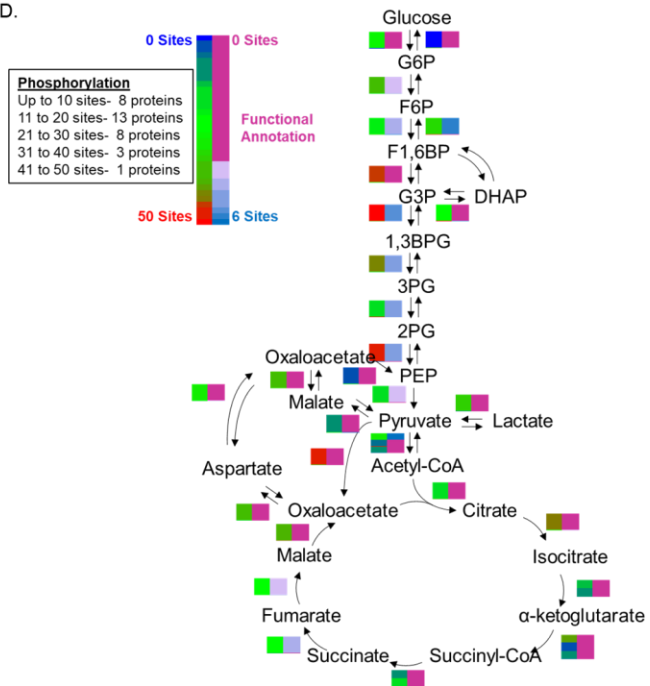 D.
0 Sites
0 Sites
Phosphorylation
Up to 10 sites- 8 proteins
11 to 20 sites- 13 proteins
21 to 30 sites- 8 proteins
31 to 40 sites- 3 proteins
41 to 50 sites- 1 proteins
Functional
Annotation
50 Sites
6 Sites
Glucose
G6P
F6P
F1,6BP
G3P
DHAP
1,3BPG
3PG
2PG
Oxaloacetate
PEP
Malate
Pyruvate
Lactate
Aspartate
Acetyl-CoA
Oxaloacetate
Citrate
Malate
Isocitrate
Fumarate
α-ketoglutarate
Succinate
Succinyl-CoA